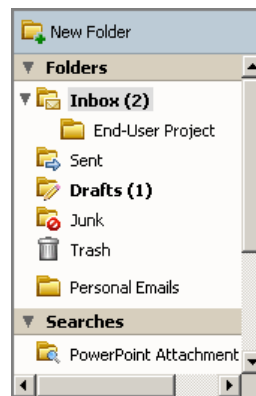 New Folder
Folders
Inbox (2)
End-User Project
Sent
Drafts (1)
Junk
Trash
Personal Emails
Searches
PowerPoint Attachment